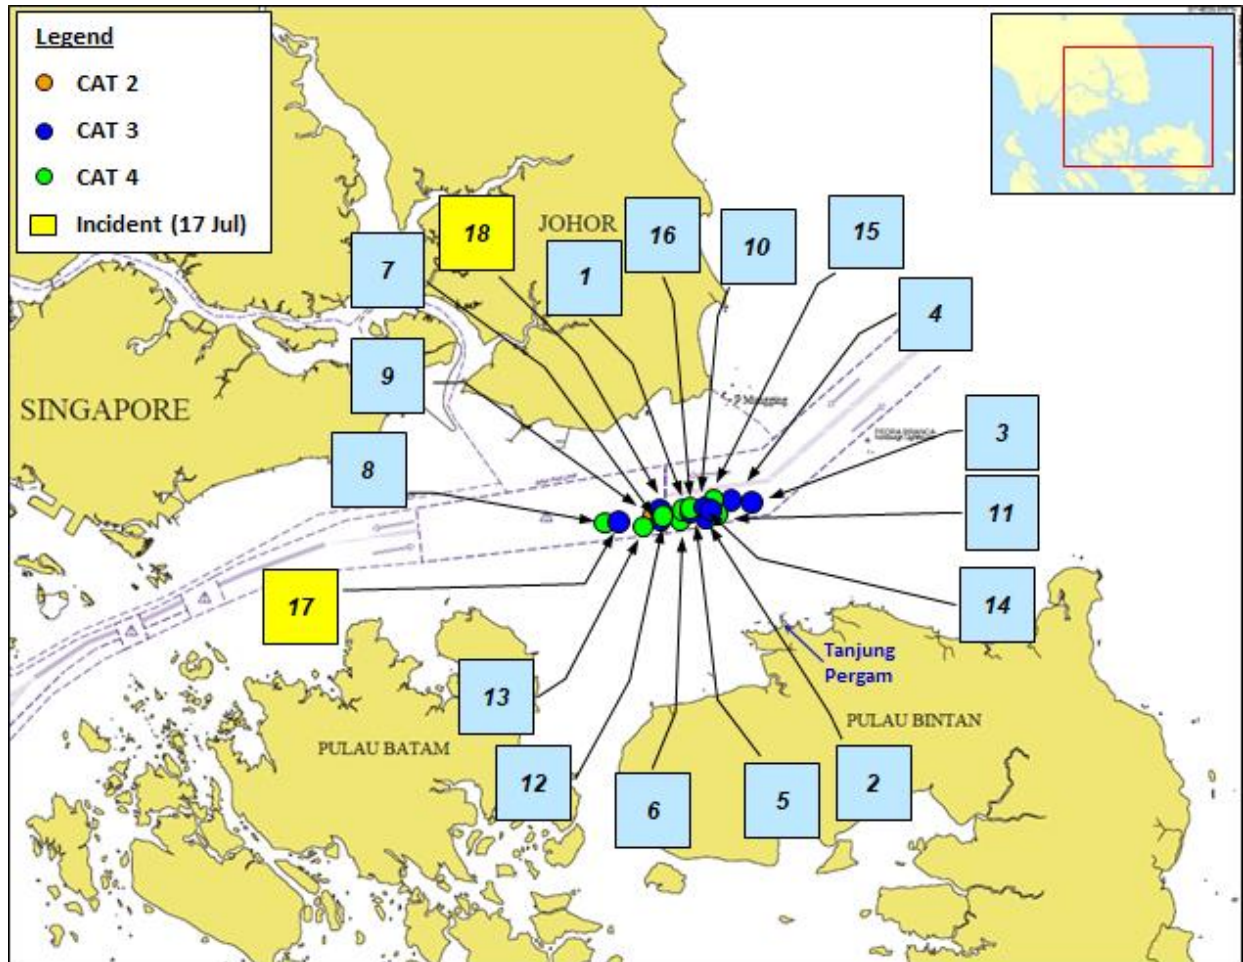 Legend
CAT 2
CAT 3
CAT 4
Incident (17 Jul)
18
JOHOR
16
10
15
7
1
4
9
SINGAPORE
3
8
11
17
14
Tanjung
Pergam
13
PULAU BINTAN
PULAU BATAM
12
6
5
2